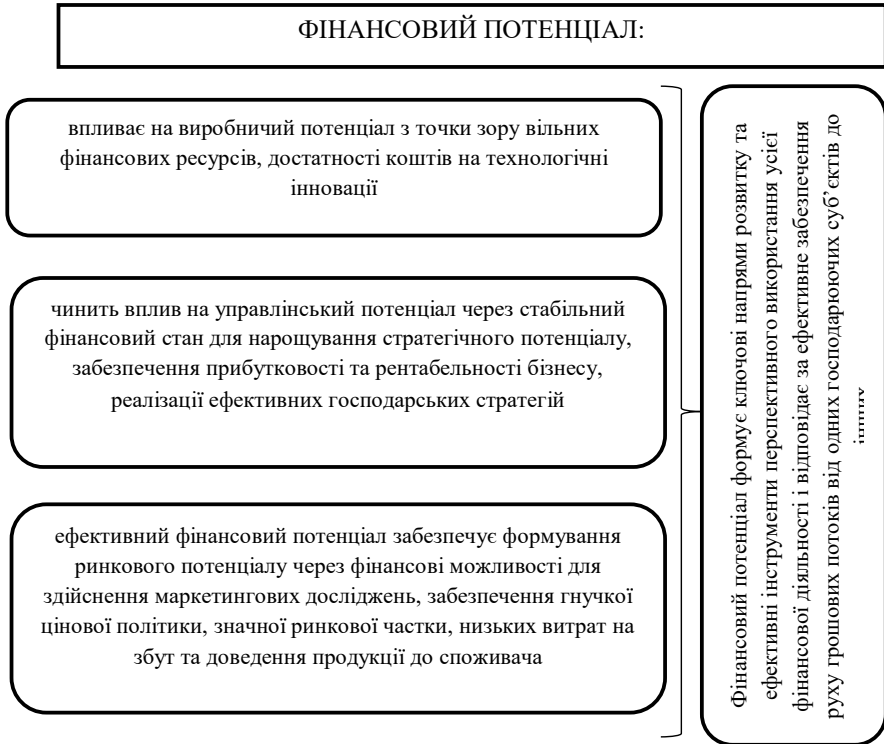 ФІНАНСОВИЙ ПОТЕНЦІАЛ:
впливає на виробничий потенціал з точки зору вільних
фінансових ресурсів, достатності коштів на технологічні
інновації
чинить вплив на управлінський потенціал через стабільний
фінансовий стан для нарощування стратегічного потенціалу,
забезпечення прибутковості та рентабельності бізнесу,
реалізації ефективних господарських стратегій
ефективний фінансовий потенціал забезпечує формування
ринкового потенціалу через фінансові можливості для
здійснення маркетингових досліджень, забезпечення гнучкої
цінової політики, значної ринкової частки, низьких витрат на
збут та доведення продукції до споживача
Фінансовий потенціал формує ключові напрями розвитку та
ефективні інструменти перспективного використання усієї
фінансової діяльності і відповідає за ефективне забезпечення
руху грошових потоків від одних господарюючих суб’єктів до